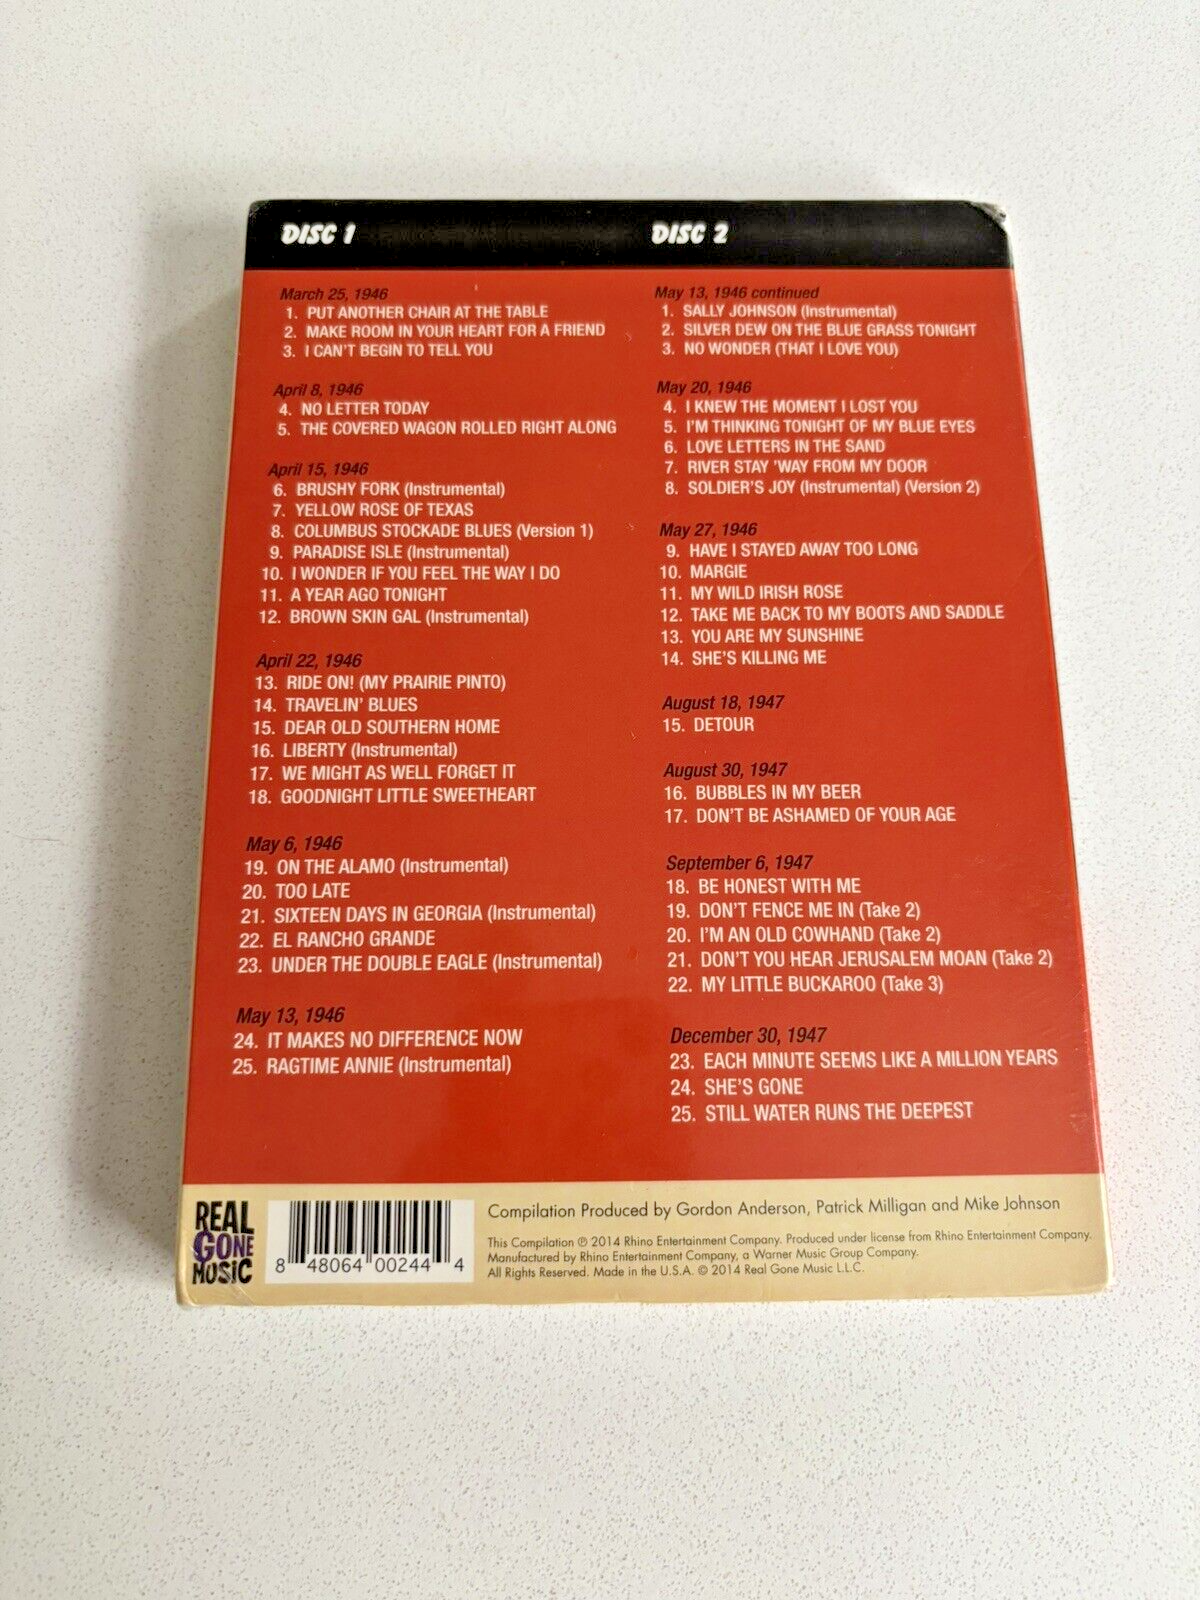 DISC 1
March 25, 1946
1. PUT ANOTHER CHAIR AT THE TABLE
2. MAKE ROOM IN YOUR HEART FOR A FRIEND
3. I CAN'T BEGIN TO TELL YOU
April 8, 1946
4. NO LETTER TODAY
5. THE COVERED WAGON ROLLED RIGHT ALONG
April 15, 1946
6. BRUSHY FORK (Instrumental)
7. YELLOW ROSE OF TEXAS
8. COLUMBUS STOCKADE BLUES (Version 1)
9. PARADISE ISLE (Instrumental)
10. I WONDER IF YOU FEEL THE WAY I DO
11. A YEAR AGO TONIGHT
12. BROWN SKIN GAL (Instrumental)
April 22, 1946
13. RIDE ON! (MY PRAIRIE PINTO)
14. TRAVELIN' BLUES
15. DEAR OLD SOUTHERN HOME
16. LIBERTY (Instrumental)
17. WE MIGHT AS WELL FORGET IT
18. GOODNIGHT LITTLE SWEETHEART
May 6, 1946
19. ON THE ALAMO (Instrumental)
20. TOO LATE
21. SIXTEEN DAYS IN GEORGIA (Instrumental)
22. EL RANCHO GRANDE
23. UNDER THE DOUBLE EAGLE (Instrumental)
May 13, 1946
24. IT MAKES NO DIFFERENCE NOW
25. RAGTIME ANNIE (Instrumental)
DISC 2
May 13, 1946 continued
1. SALLY JOHNSON (Instrumental)
2. SILVER DEW ON THE BLUE GRASS TONIGHT
3. NO WONDER (THAT I LOVE YOU)
May 20, 1946
4. I KNEW THE MOMENT I LOST YOU
5. I'M THINKING TONIGHT OF MY BLUE EYES
6. LOVE LETTERS IN THE SAND
7. RIVER STAY 'WAY FROM MY DOOR
8. SOLDIER'S JOY (Instrumental) (Version 2)
May 27, 1946
9. HAVE I STAYED AWAY TOO LONG
10. MARGIE
11. MY WILD IRISH ROSE
12. TAKE ME BACK TO MY BOOTS AND SADDLE
13. YOU ARE MY SUNSHINE
14. SHE'S KILLING ME
August 18, 1947
15. DETOUR
August 30, 1947
16. BUBBLES IN MY BEER
17. DON'T BE ASHAMED OF YOUR AGE
September 6, 1947
18. BE HONEST WITH ME
19. DON'T FENCE ME IN (Take 2)
20. I'M AN OLD COWHAND (Take 2)
21. DON'T YOU HEAR JERUSALEM MOAN (Take 2)
22. MY LITTLE BUCKAROO (Take 3)
December 30, 1947
23. EACH MINUTE SEEMS LIKE A MILLION YEARS
24. SHE'S GONE
25. STILL WATER RUNS THE DEEPEST
REAL
GONE
MUSIC
8 48064 00244 4
Compilation Produced by Gordon Anderson, Patrick Milligan and Mike Johnson
This Compilation ℗ 2014 Rhino Entertainment Company. Produced under license from Rhino Entertainment Company.
Manufactured by Rhino Entertainment Company, a Warner Music Group Company.
All Rights Reserved. Made in the U.S.A. © 2014 Real Gone Music L.L.C.